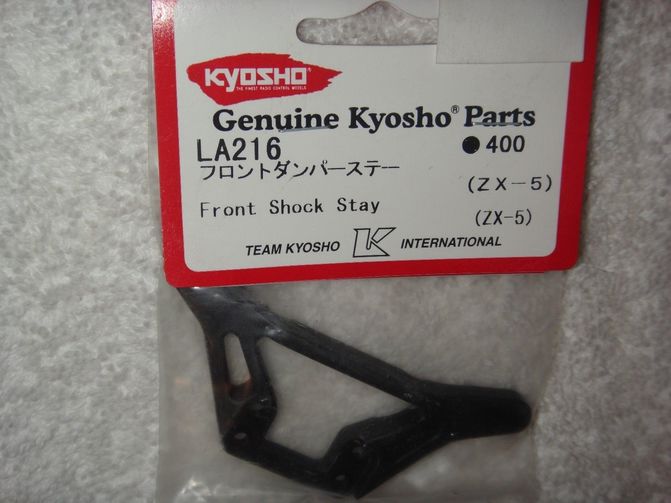 KYOSHO
THE FINEST RADIO CONTROL MODELS
Genuine Kyosho® Parts
LA216 ●400
フロントダンパーステー (ZX-5)
Front Shock Stay (ZX-5)
TEAM KYOSHO K INTERNATIONAL